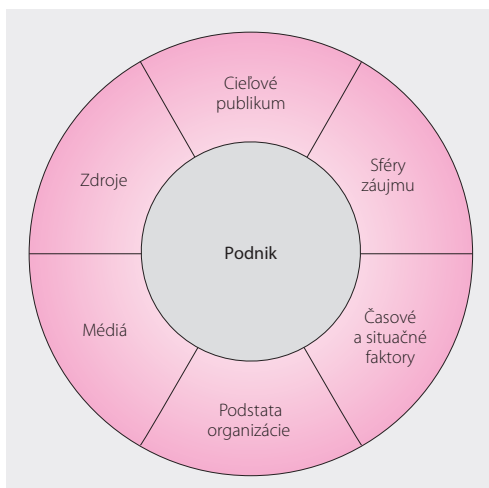 Cieľové
publikum
Sféry
záujmu
Časové
a situačné
faktory
Podstata
organizácie
Médiá
Zdroje
Podnik